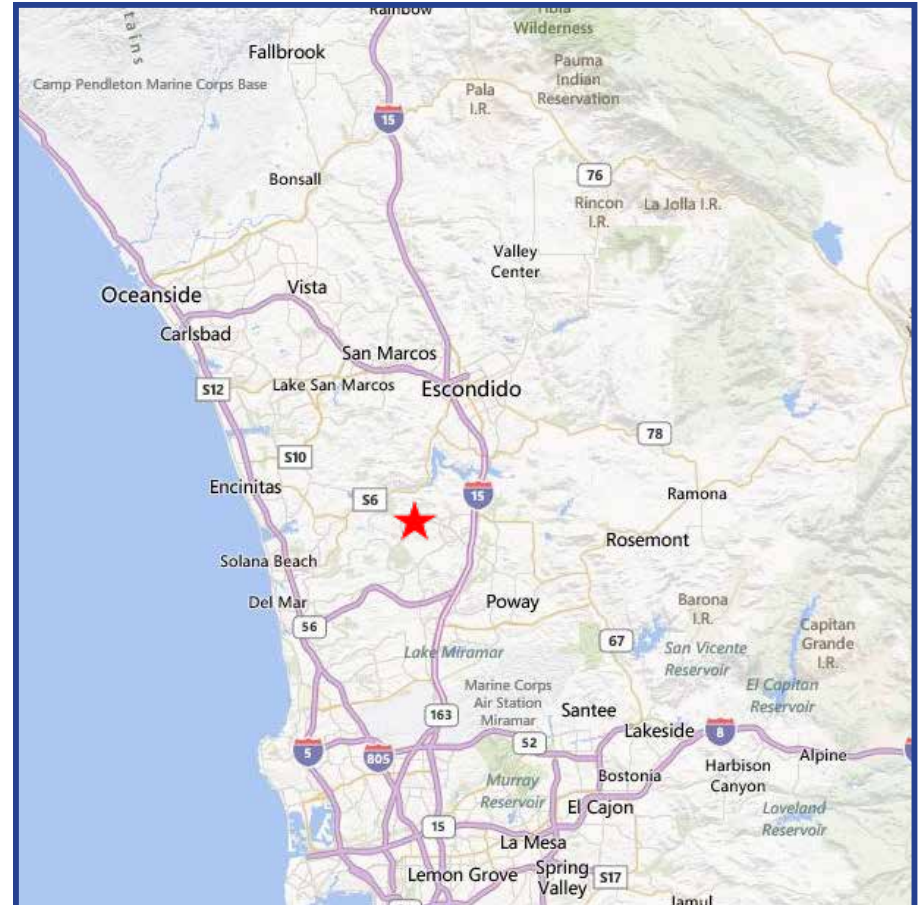 Rainbow
Wilderness
tains
Fallbrook
Pauma
Indian
Reservation
Camp Pendleton Marine Corps Base
Pala
I.R.
15
Bonsall
76
Rincon
I.R.
La Jolla I.R.
Valley
Center
Oceanside
Vista
Carlsbad
San Marcos
S12
Lake San Marcos
Escondido
78
S10
Encinitas
S6
15
Ramona
Rosemont
Solana Beach
Del Mar
Poway
Barona
I.R.
56
67
Capitan
Grande
I.R.
Lake Miramar
San Vicente
Reservoir
Marine Corps
Air Station
Miramar
El Capitan
Reservoir
163
Santee
52
Lakeside
8
5
805
Alpine
Murray
Reservoir
Bostonia
Harbison
Canyon
El Cajon
Loveland
Reservoir
15
La Mesa
Lemon Grove
Spring
Valley
S17
Jamul